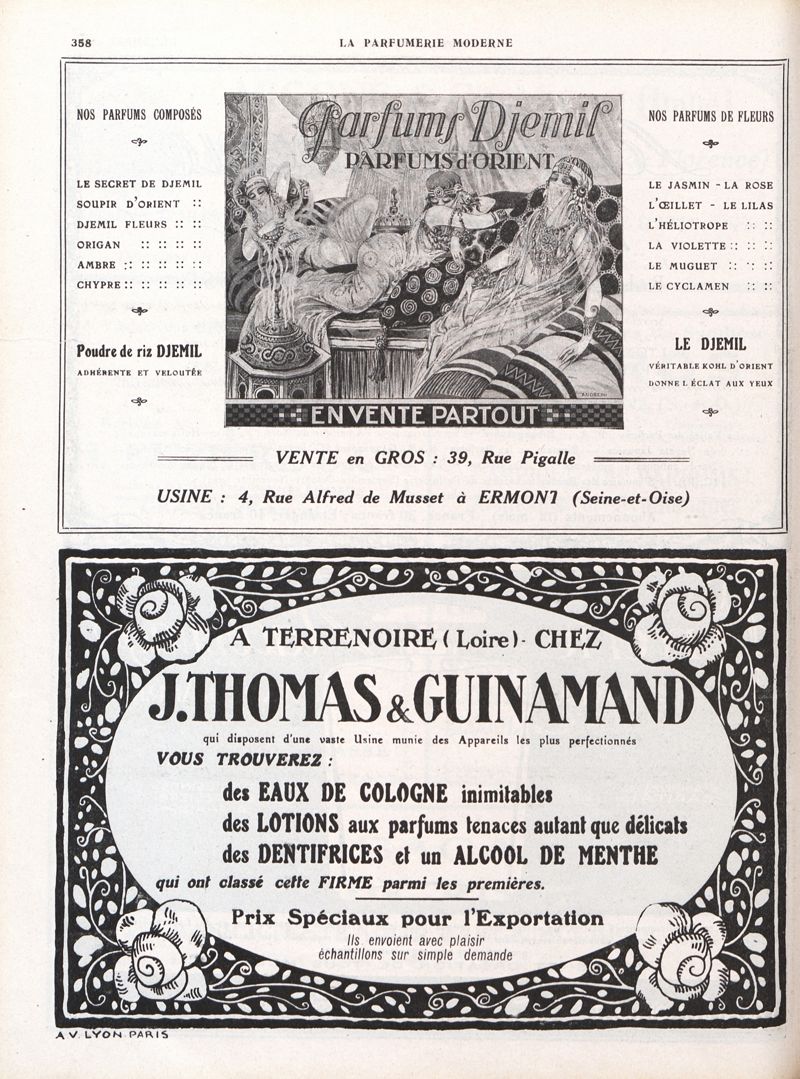 358
LA PARFUMERIE MODERNE
NOS PARFUMS COMPOSÉS
LE SECRET DE DJEMIL
SOUPIR D'ORIENT ::
DJEMIL FLEURS :: ::
ORIGAN :: :: :: ::
AMBRE :: :: :: :: ::
CHYPRE :: :: :: :: ::
Poudre de riz DJEMIL
ADHÉRENTE ET VELOUTÉE
Parfums Djemil
PARFUMS d'ORIENT
EN VENTE PARTOUT
NOS PARFUMS DE FLEURS
LE JASMIN - LA ROSE
L'ŒILLET - LE LILAS
L'HÉLIOTROPE :: ::
LA VIOLETTE :: :: ::
LE MUGUET :: :: ::
LE CYCLAMEN :: ::
LE DJEMIL
VÉRITABLE KOHL D'ORIENT
DONNE L ÉCLAT AUX YEUX
VENTE en GROS : 39, Rue Pigalle
USINE : 4, Rue Alfred de Musset à ERMONT (Seine-et-Oise)
A TERRENOIRE (Loire) - CHEZ
J. THOMAS & GUINAMAND
qui disposent d'une vaste Usine munie des Appareils les plus perfectionnés
VOUS TROUVEREZ :
des EAUX DE COLOGNE inimitables
des LOTIONS aux parfums tenaces autant que délicats
des DENTIFRICES et un ALCOOL DE MENTHE
qui ont classé cette FIRME parmi les premières.
Prix Spéciaux pour l'Exportation
Ils envoient avec plaisir
échantillons sur simple demande
A V. LYON PARIS